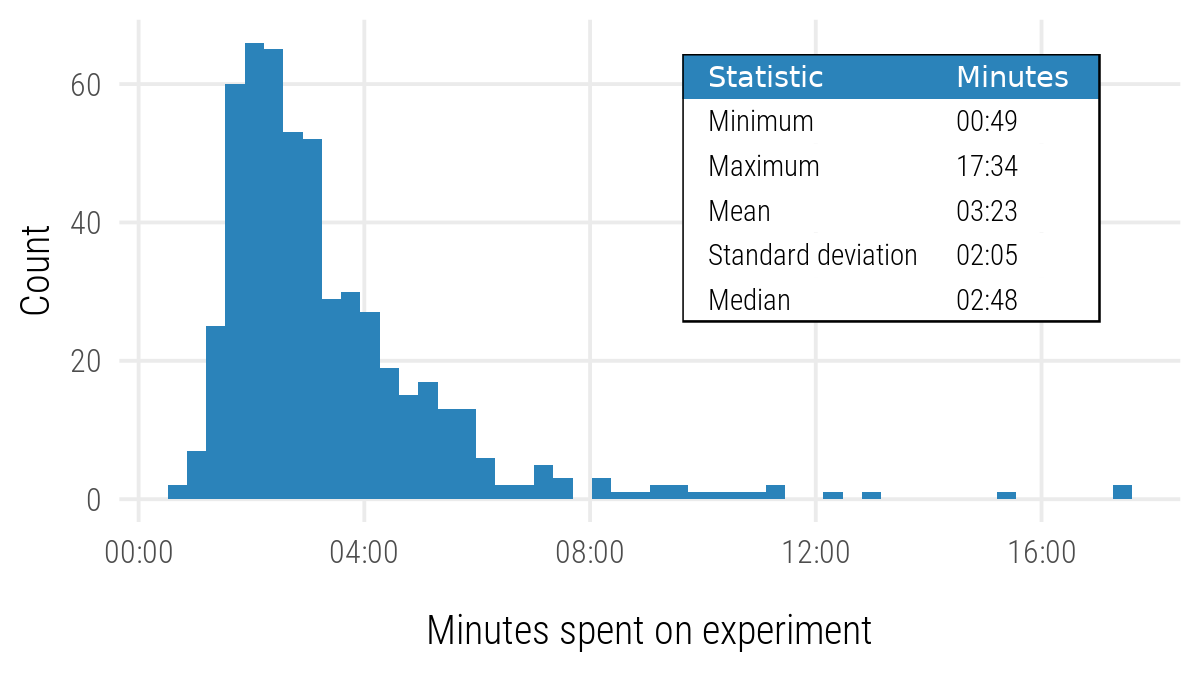 Count
60
40
20
0
00:00 04:00 08:00 12:00 16:00
Minutes spent on experiment
Statistic Minutes
Minimum 00:49
Maximum 17:34
Mean 03:23
Standard deviation 02:05
Median 02:48